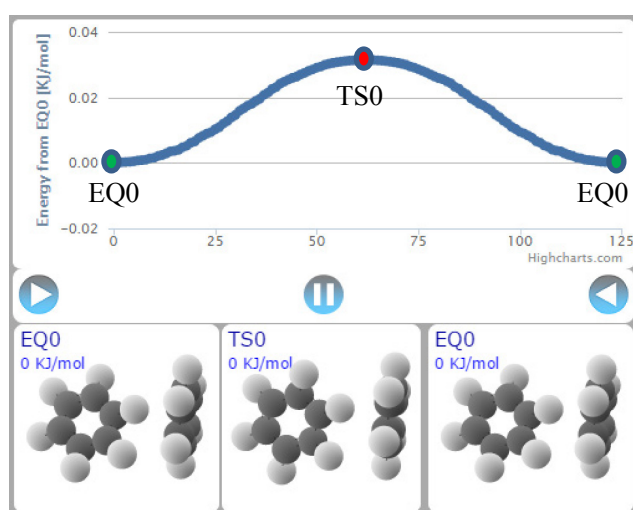 Energy from EQ0 [KJ/mol]
0.04
0.02
0.00
−0.02
TS0
EQ0
EQ0
0
25
50
75
100
125
Highcharts.com
EQ0
0 KJ/mol
TS0
0 KJ/mol
EQ0
0 KJ/mol